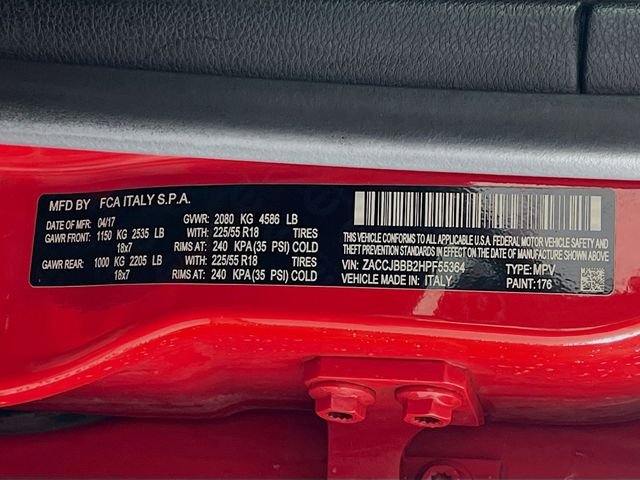 MFD BY FCA ITALY S.P.A.
DATE OF MFR: 04/17 GVWR: 2080 KG 4586 LB
GAWR FRONT: 1150 KG 2535 LB WITH: 225/55 R18 TIRES
18x7 RIMS AT: 240 KPA(35 PSI) COLD
GAWR REAR: 1000 KG 2205 LB WITH: 225/55 R18 TIRES
18x7 RIMS AT: 240 KPA(35 PSI) COLD
THIS VEHICLE CONFORMS TO ALL APPLICABLE U.S.A. FEDERAL MOTOR VEHICLE SAFETY, BUMPER AND
THEFT PREVENTION STANDARDS IN EFFECT ON THE DATE OF MANUFACTURE SHOWN ABOVE.
VIN: ZACCJBBB2HPF55364 TYPE: MPV
VEHICLE MADE IN: ITALY PAINT: 176